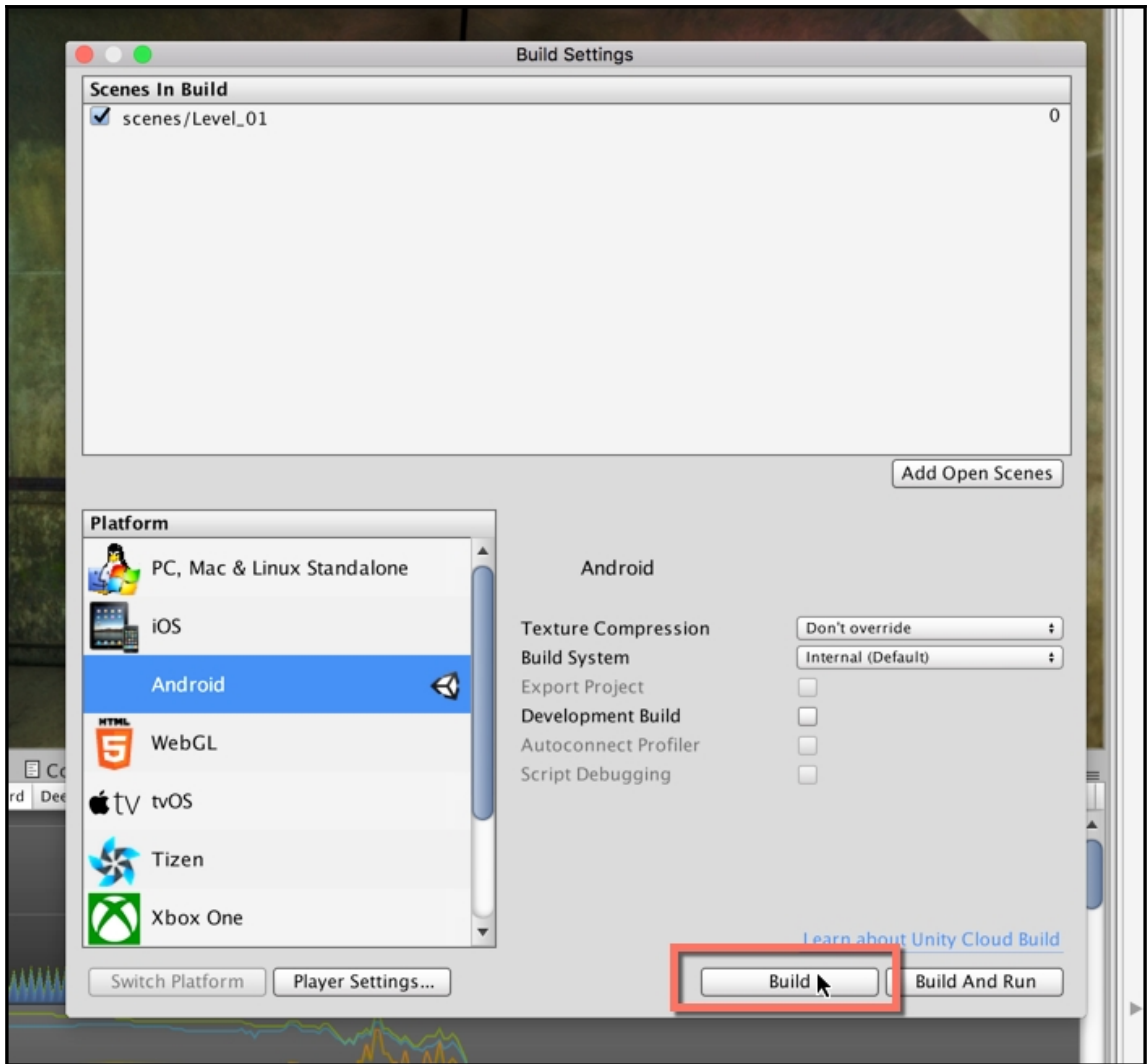 Build Settings
Scenes In Build
scenes/Level_01 0
Add Open Scenes
Platform
PC, Mac & Linux Standalone
iOS
Android
HTML
5
WebGL
tv tvOS
Tizen
Xbox One
Android
Texture Compression Don't override
Build System Internal (Default)
Export Project
Development Build
Autoconnect Profiler
Script Debugging
Learn about Unity Cloud Build
Switch Platform Player Settings... Build Build And Run